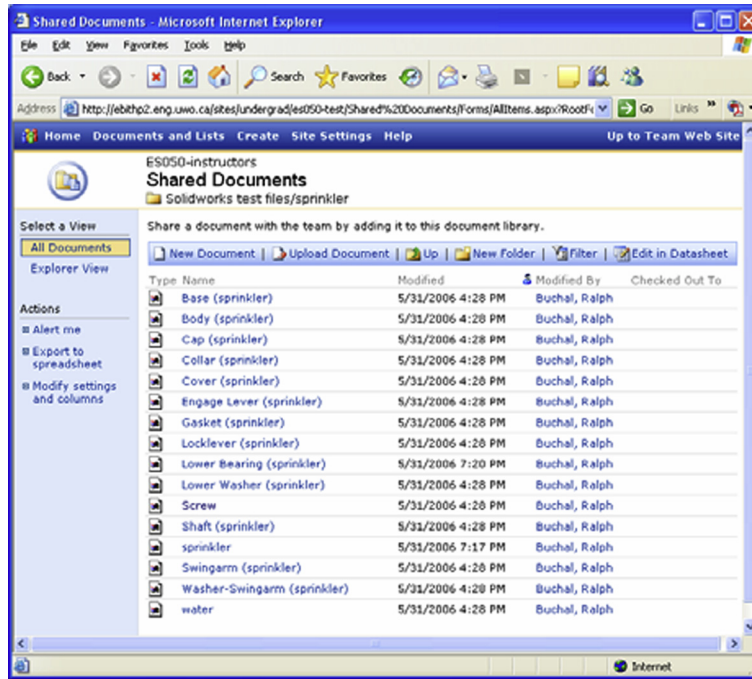 Shared Documents - Microsoft Internet Explorer
File Edit View Favorites Tools Help
Back Search Favorites
Address http://ebithp2.eng.uwo.ca/sites/undergrad/es050-test/Shared%20Documents/Forms/AllItems.aspx?RootF Go Links »
Home Documents and Lists Create Site Settings Help Up to Team Web Site
ES050-instructors
Shared Documents
Solidworks test files/sprinkler
Select a View
All Documents
Explorer View
Actions
Alert me
Export to
spreadsheet
Modify settings
and columns
Share a document with the team by adding it to this document library.
New Document | Upload Document | Up | New Folder | Filter | Edit in Datasheet
Type Name Modified Modified By Checked Out To
Base (sprinkler) 5/31/2006 4:28 PM Buchal, Ralph
Body (sprinkler) 5/31/2006 4:28 PM Buchal, Ralph
Cap (sprinkler) 5/31/2006 4:28 PM Buchal, Ralph
Collar (sprinkler) 5/31/2006 4:28 PM Buchal, Ralph
Cover (sprinkler) 5/31/2006 4:28 PM Buchal, Ralph
Engage Lever (sprinkler) 5/31/2006 4:28 PM Buchal, Ralph
Gasket (sprinkler) 5/31/2006 4:28 PM Buchal, Ralph
Locklever (sprinkler) 5/31/2006 4:28 PM Buchal, Ralph
Lower Bearing (sprinkler) 5/31/2006 7:20 PM Buchal, Ralph
Lower Washer (sprinkler) 5/31/2006 4:28 PM Buchal, Ralph
Screw 5/31/2006 4:28 PM Buchal, Ralph
Shaft (sprinkler) 5/31/2006 4:28 PM Buchal, Ralph
sprinkler 5/31/2006 7:17 PM Buchal, Ralph
Swingarm (sprinkler) 5/31/2006 4:28 PM Buchal, Ralph
Washer-Swingarm (sprinkler) 5/31/2006 4:28 PM Buchal, Ralph
water 5/31/2006 4:28 PM Buchal, Ralph
Internet